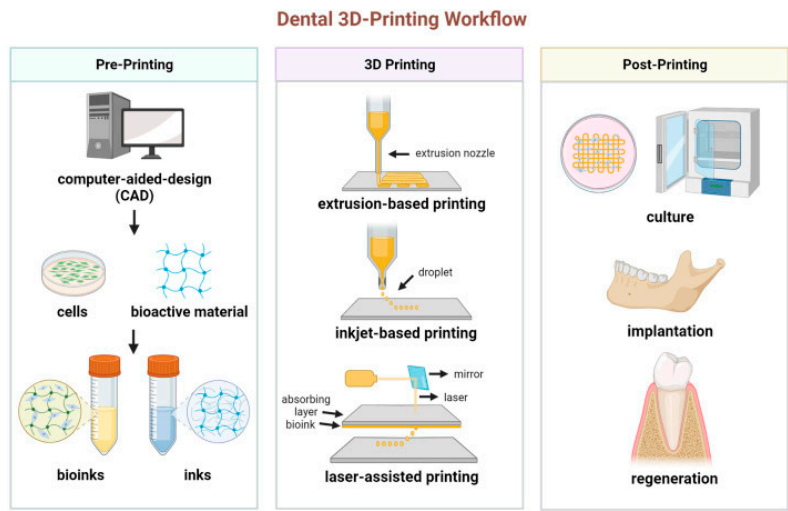 Dental 3D-Printing Workflow
Pre-Printing
computer-aided-design
(CAD)
cells
bioactive material
bioinks
inks
3D Printing
extrusion nozzle
extrusion-based printing
droplet
inkjet-based printing
mirror
laser
absorbing
layer
bioink
laser-assisted printing
Post-Printing
culture
implantation
regeneration